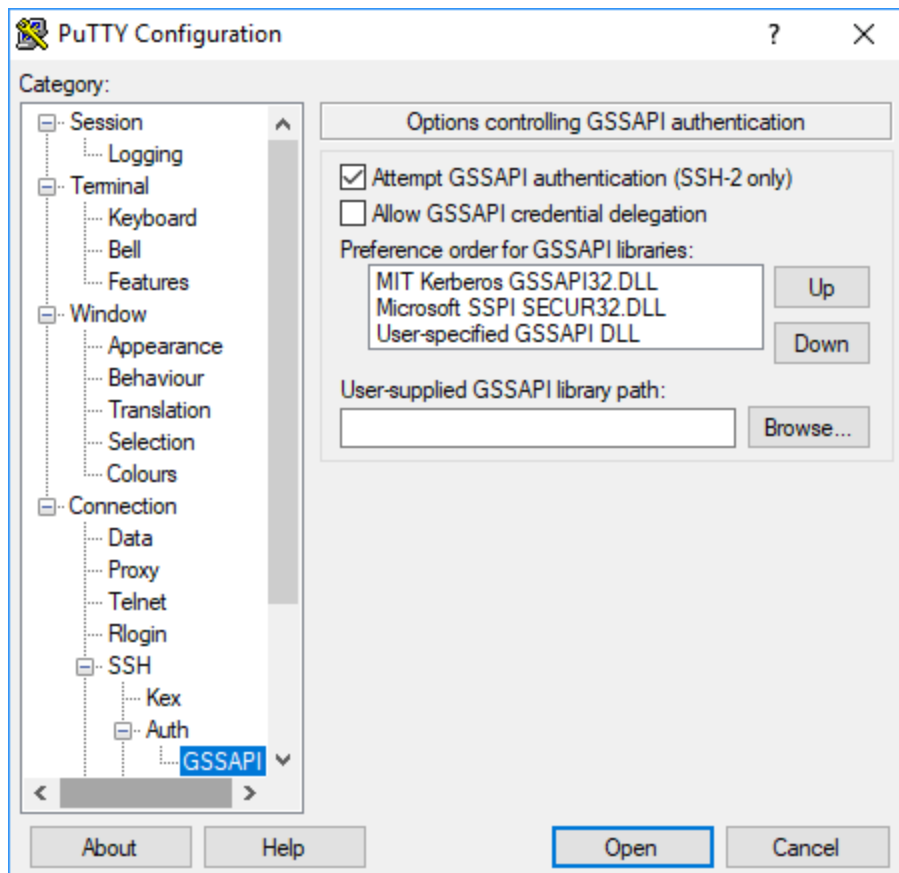 PuTTY Configuration
?
Category:
Session
Logging
Terminal
Keyboard
Bell
Features
Window
Appearance
Behaviour
Translation
Selection
Colours
Connection
Data
Proxy
Telnet
Rlogin
SSH
Kex
Auth
GSSAPI
Options controlling GSSAPI authentication
Attempt GSSAPI authentication (SSH-2 only)
Allow GSSAPI credential delegation
Preference order for GSSAPI libraries:
MIT Kerberos GSSAPI32.DLL
Microsoft SSPI SECUR32.DLL
User-specified GSSAPI DLL
Up
Down
User-supplied GSSAPI library path:
Browse...
About
Help
Open
Cancel